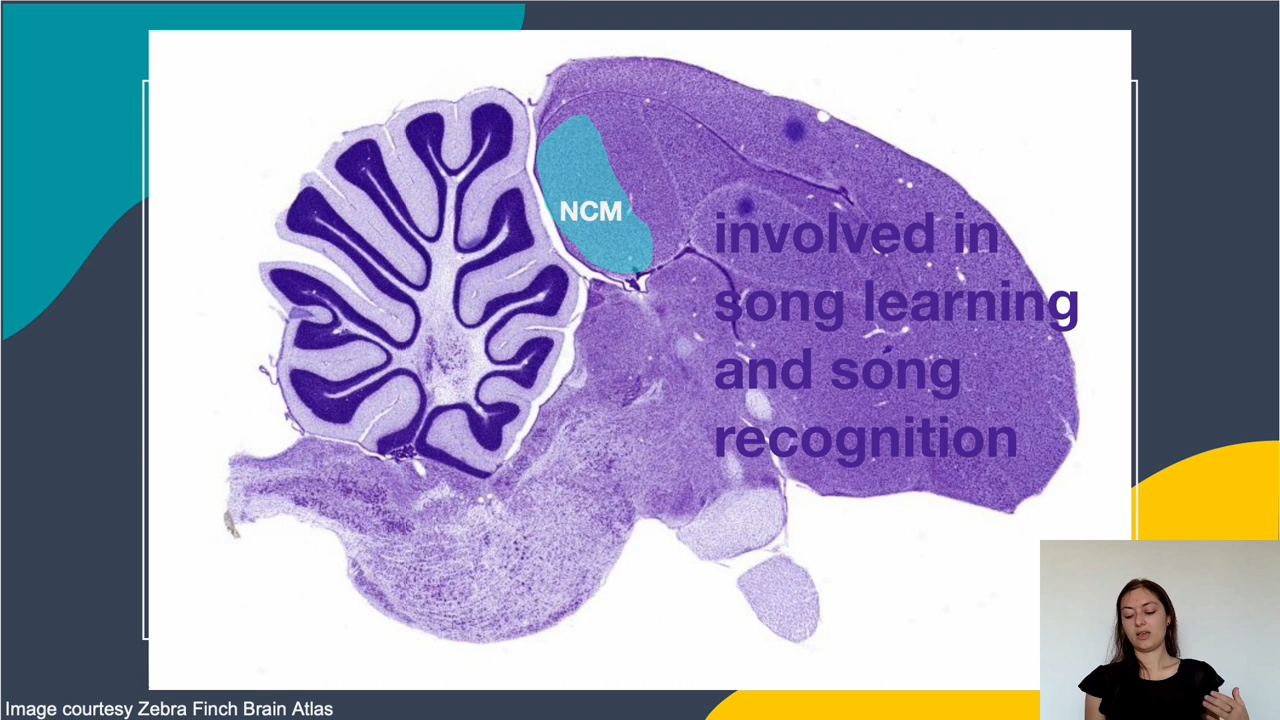 NCM
involved in
song learning
and song
recognition
Image courtesy Zebra Finch Brain Atlas